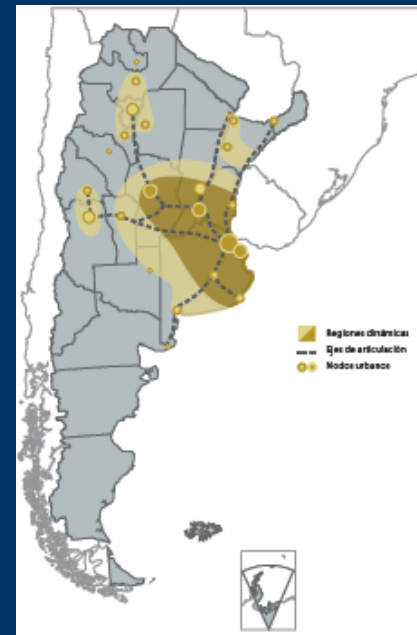 Regiones dinámicas
Ejes de articulación
Nodos urbanos